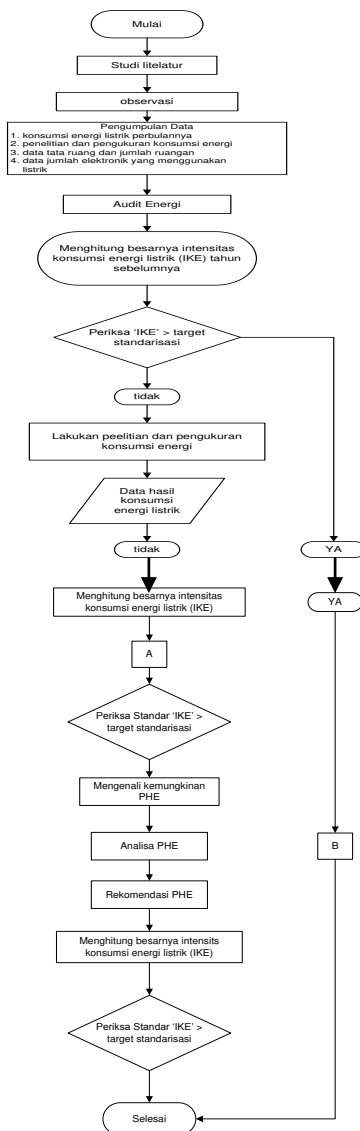 Mulai
Studi litelatur
observasi
Pengumpulan Data
1. konsumsi energi listrik perbulannya
2. penelitian dan pengukuran konsumsi energi
3. data tata ruang dan jumlah ruangan
4. data jumlah elektronik yang menggunakan
listrik
Audit Energi
Menghitung besarnya intensitas
konsumsi energi listrik (IKE) tahun
sebelumnya
Periksa ‘IKE’ > target
standarisasi
tidak
Lakukan peelitian dan pengukuran
konsumsi energi
Data hasil
konsumsi
energi listrik
tidak
YA
Menghitung besarnya intensitas
konsumsi energi listrik (IKE)
YA
A
Periksa Standar ‘IKE’ >
target standarisasi
Mengenali kemungkinan
PHE
Analisa PHE
B
Rekomendasi PHE
Menghitung besarnya intensits
konsumsi energi listrik (IKE)
Periksa Standar ‘IKE’ >
target standarisasi
Selesai